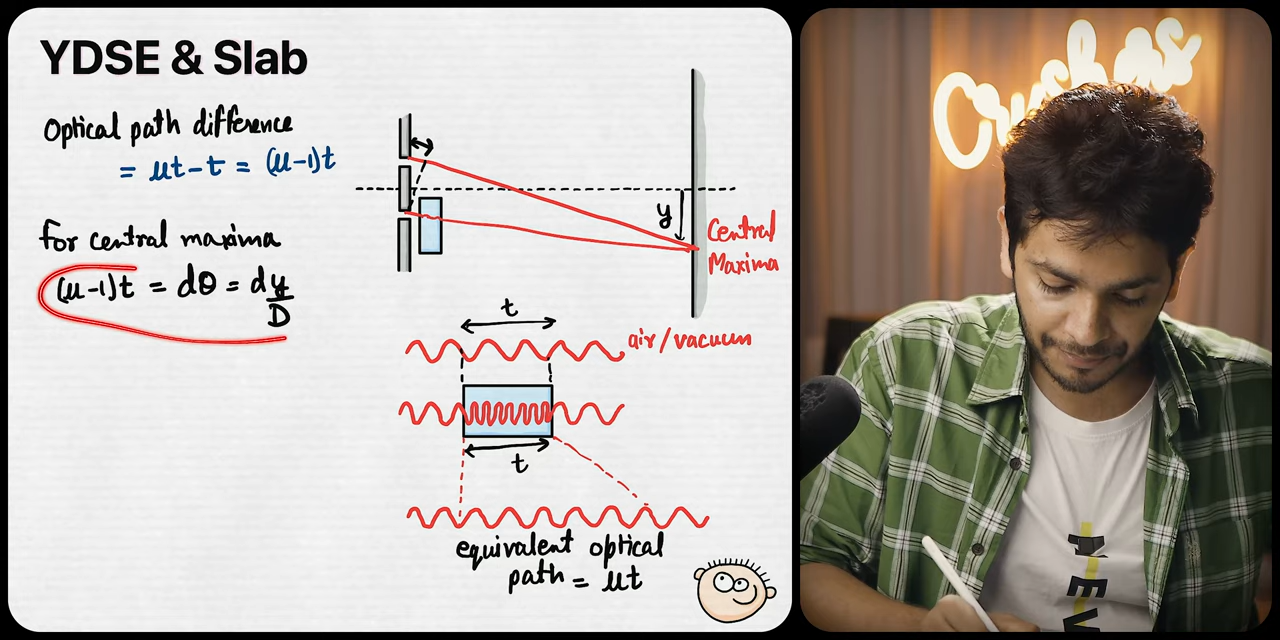 YDSE & Slab
Optical path difference
= μt-t = (μ-1)t
for central maxima
(μ-1)t = dθ = dy
D
y
Central
Maxima
t
air/vacuum
t
equivalent optical
path = μt
Crush